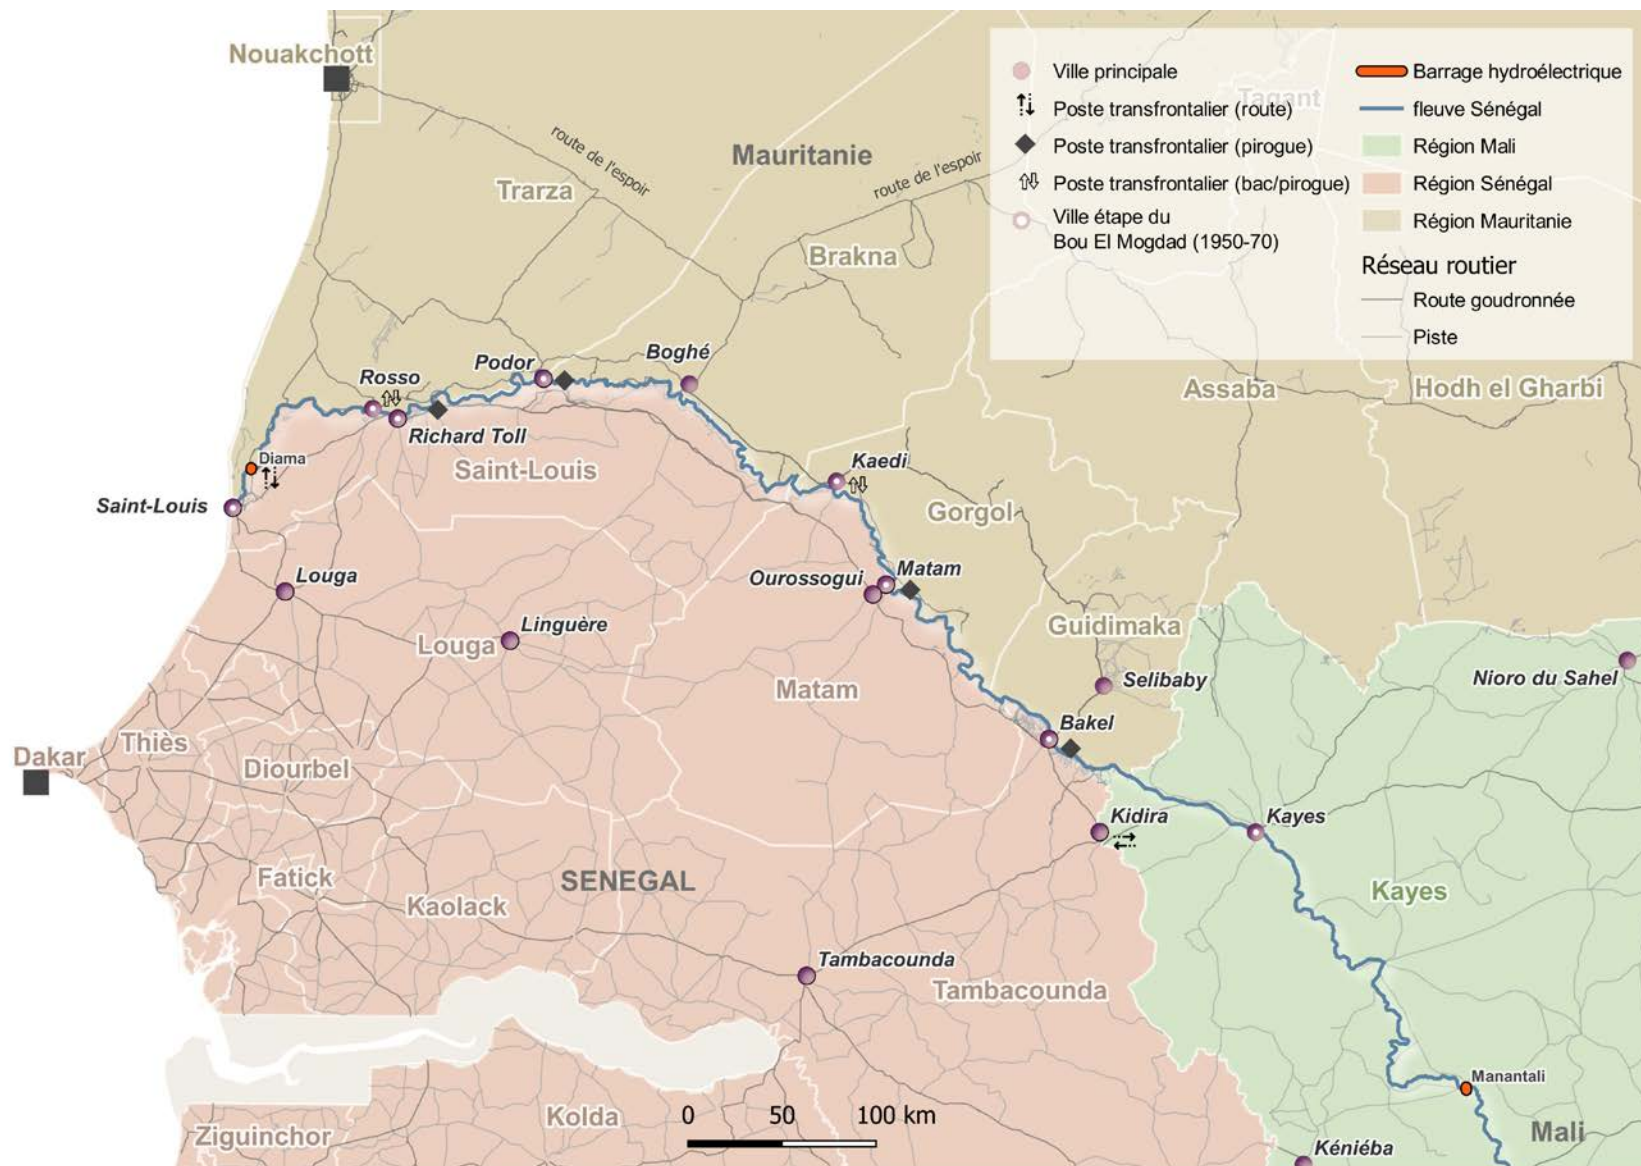 Nouakchott
Ville principale
Poste transfrontalier (route)
Poste transfrontalier (pirogue)
Poste transfrontalier (bac/pirogue)
Ville étape du
Bou El Mogdad (1950-70)
Barrage hydroélectrique
fleuve Sénégal
Région Mali
Région Sénégal
Région Mauritanie
Réseau routier
Route goudronnée
Piste
Tagant
route de l'espoir
Mauritanie
route de l'espoir
Trarza
Brakna
Podor
Boghé
Rosso
Assaba
Hodh el Gharbi
Richard Toll
Diama
Saint-Louis
Kaedi
Saint-Louis
Gorgol
Louga
Ourossogui
Matam
Linguère
Louga
Guidimaka
Matam
Selibaby
Nioro du Sahel
Bakel
Thiès
Dakar
Diourbel
Kidira
Kayes
Fatick
SENEGAL
Kaolack
Kayes
Tambacounda
Tambacounda
Manantali
Kolda
0 50 100 km
Ziguinchor
Mali
Kéniéba